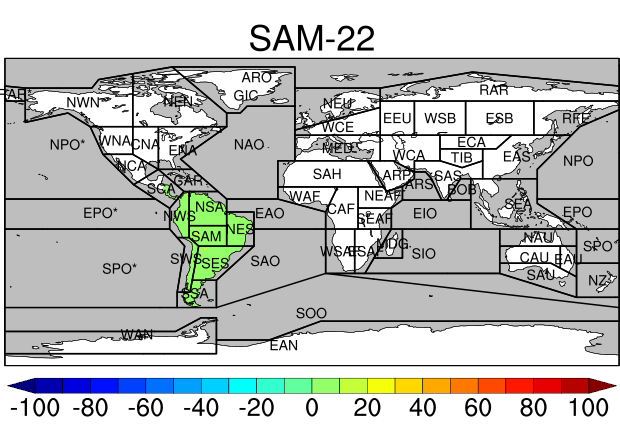 SAM-22
ARO
GIC
RAR
NWN
NEN
NEU
EEU WSB ESB RFE
WCE
NPO* WNA CNA ENA NAO MED WCA ECA EAS NPO
TIB
NCA SAH ARP SAS
SCA CAR WAF NEAF ARS BOB
EPO* NWS NSA EAO CAF SEAF EIO SEA EPO
SAM NES NAU SPO*
SPO* SWS SES SAO WSAF ESAF MDG SIO CAU EAU
SAU NZ
SSA
SOO
WAN
EAN
-100 -80 -60 -40 -20 0 20 40 60 80 100